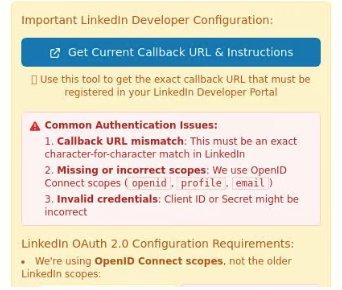 Important LinkedIn Developer Configuration:
Get Current Callback URL & Instructions
Use this tool to get the exact callback URL that must be
registered in your LinkedIn Developer Portal
Common Authentication Issues:
1. Callback URL mismatch: This must be an exact
character-for-character match in LinkedIn
2. Missing or incorrect scopes: We use OpenID
Connect scopes ( openid , profile , email )
3. Invalid credentials: Client ID or Secret might be
incorrect
LinkedIn OAuth 2.0 Configuration Requirements:
• We're using OpenID Connect scopes, not the older
LinkedIn scopes: